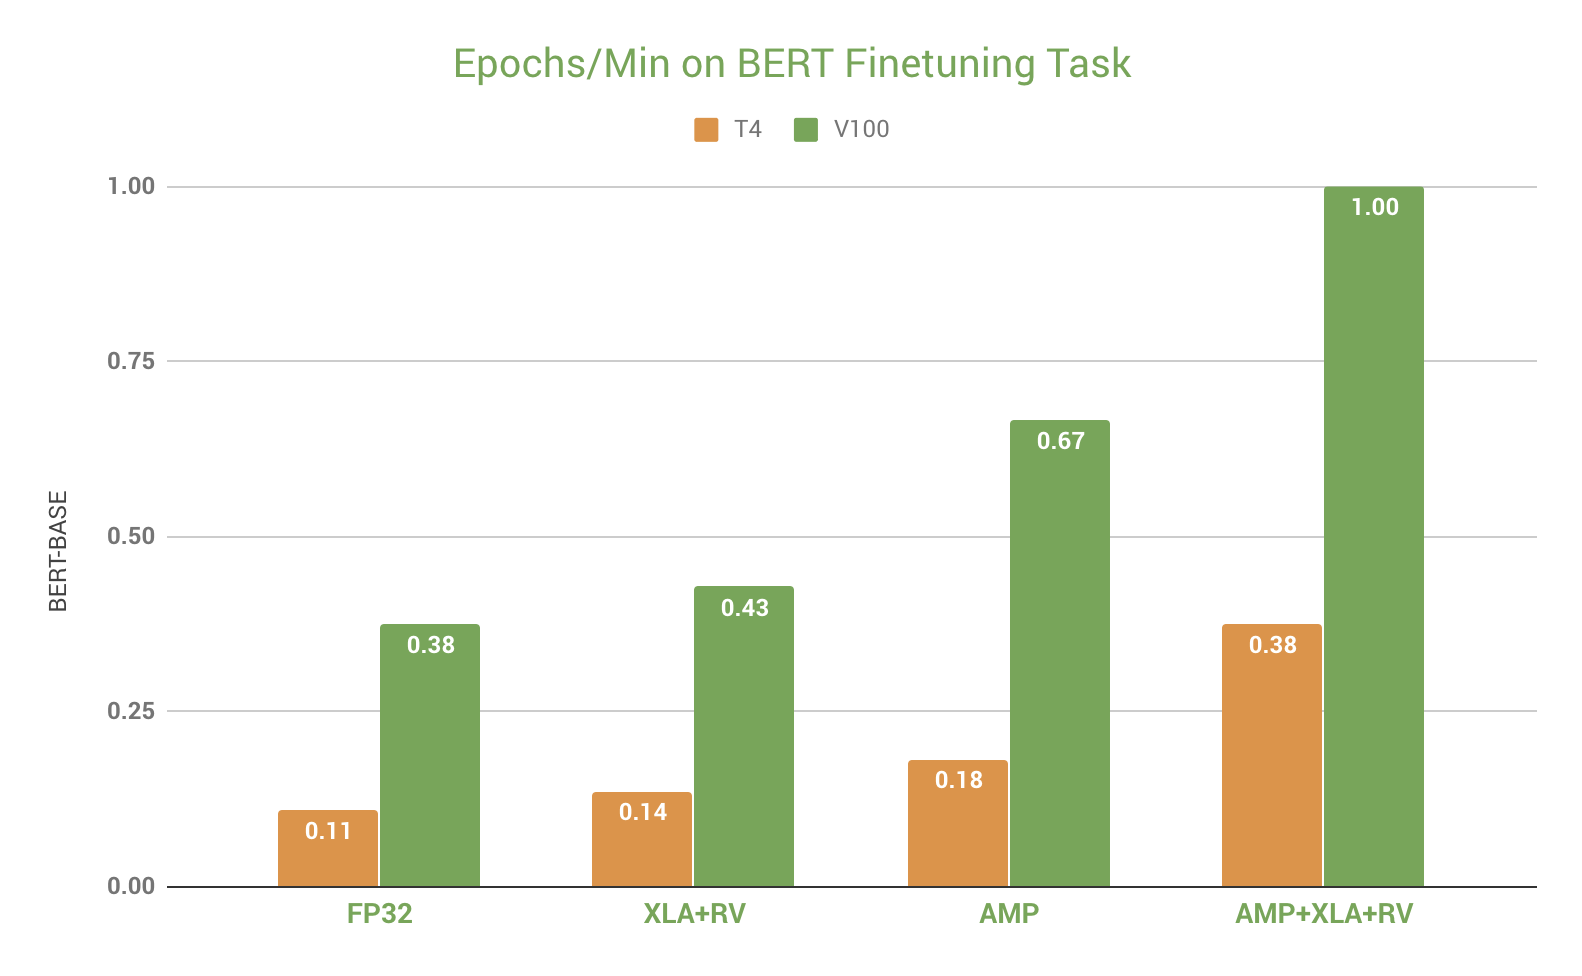 Epochs/Min on BERT Finetuning Task
T4 V100
1.00
0.75
0.50
0.25
0.00
BERT-BASE
0.11 0.38 0.14 0.43 0.18 0.67 0.38 1.00
FP32 XLA+RV AMP AMP+XLA+RV